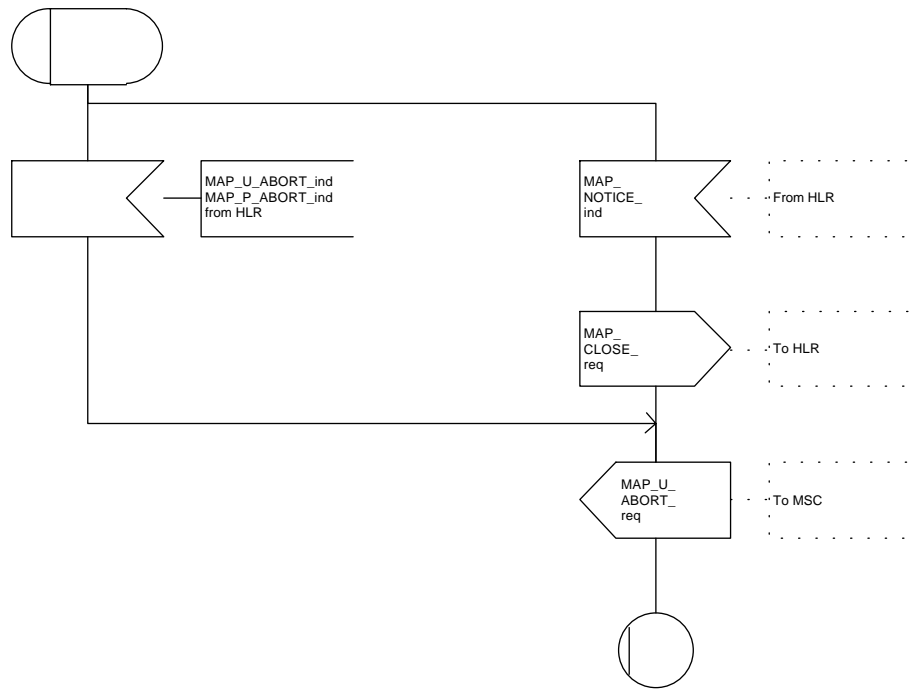 MAP_U_ABORT_ind
MAP_P_ABORT_ind
from HLR
MAP_
NOTICE_
ind
From HLR
MAP_
CLOSE_
req
To HLR
MAP_U_
ABORT_
req
To MSC